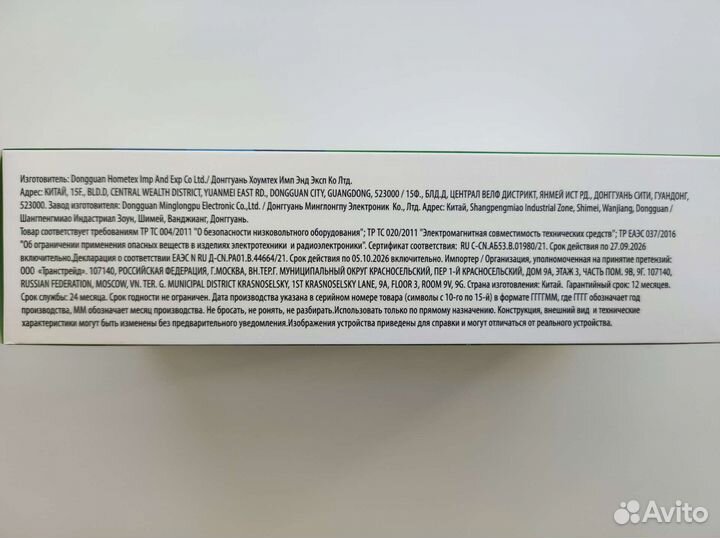 Изготовитель: Dongguan Hometex Imp And Exp Co Ltd./ Донгтуань Хоумтех Имп Энд Эксп Ко Лтд.
Адрес: КИТАЙ, 15F., BLD.D, CENTRAL WEALTH DISTRICT, YUANMEI EAST RD., DONGGUAN CITY, GUANGDONG, 523000 / 15Ф., БЛД.Д, ЦЕНТРАЛ ВЕЛФ ДИСТРИКТ, ЯНМЕЙ ИСТ РД., ДОНГГУАНЬ СИТИ, ГУАНДОНГ,
523000. Завод изготовителя: Dongguan Minglongpu Electronic Co.,Ltd. / Донггуань Минглонгпу Электроник Ко., Лтд. Адрес: Китай, Shangpengmiao Industrial Zone, Shimei, Wanjiang, Dongguan /
Шангпенгмиао Индастриал Зоун, Шимей, Ванджианг, Донггуань.
Товар соответствует требованиям ТР ТС 004/2011 "О безопасности низковольтного оборудования"; ТР ТС 020/2011 "Электромагнитная совместимость технических средств"; ТР ЕАЭС 037/2016
"Об ограничении применения опасных веществ в изделиях электротехники и радиоэлектроники". Сертификат соответствия: RU C-CN.АБ53.В.01980/21. Срок действия по 27.09.2026
включительно.Декларация о соответствии ЕАЭС N RU Д-CN.РА01.В.44664/21. Срок действия по 05.10.2026 включительно. Импортер / Организация, уполномоченная на принятие претензий:
ООО «Транстрейд». 107140, РОССИЙСКАЯ ФЕДЕРАЦИЯ, Г.МОСКВА, ВН.ТЕРГ. МУНИЦИПАЛЬНЫЙ ОКРУГ КРАСНОСЕЛЬСКИЙ, ПЕР 1-Й КРАСНОСЕЛЬСКИЙ, ДОМ 9А, ЭТАЖ 3, ЧАСТЬ ПОМ. 9В, 9Г. 107140,
RUSSIAN FEDERATION, MOSCOW, VN. TER. G. MUNICIPAL DISTRICT KRASNOSELSKY, 1ST KRASNOSELSKY LANE, 9A, FLOOR 3, ROOM 9V, 9G. Страна изготовления: Китай. Гарантийный срок: 12 месяцев.
Срок службы: 24 месяца. Срок годности не ограничен. Дата производства указана в серийном номере товара (символы с 10-го по 15-й) в формате ГГГГММ, где ГГГГ обозначает год
производства, ММ обозначает месяц производства. Не бросать, не ронять, не разбирать.Использовать только по прямому назначению. Конструкция, внешний вид и технические
характеристики могут быть изменены без предварительного уведомления.Изображения устройства приведены для справки и могут отличаться от реального устройства.
Avito